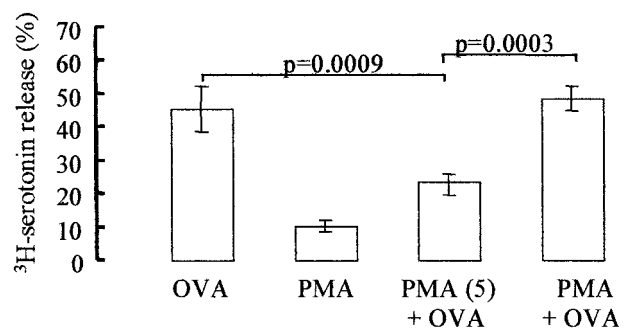 ³H-serotonin release (%)
70
60
50
40
30
20
10
0
p=0.0009
p=0.0003
OVA
PMA
PMA (5)
+ OVA
PMA
+ OVA